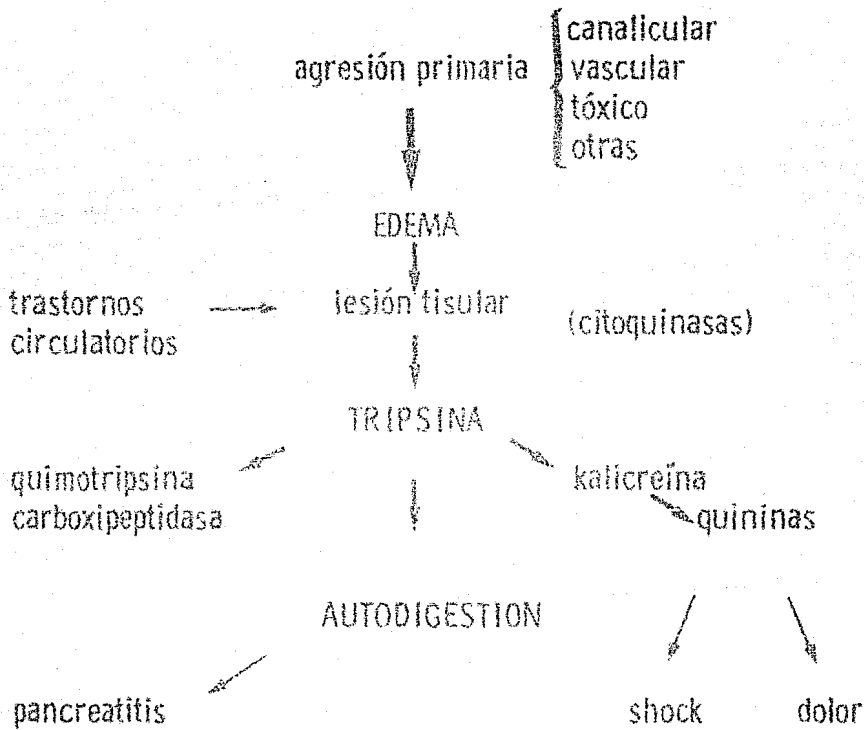 canalicular
agresión primaria
vascular
tóxico
otras
EDEMA
trastornos
circulatorios
lesión tisular
(citoquinasas)
TRIPSINA
quimotripsina
carboxipeptidasa
kalicreína
quininas
AUTODIGESTION
pancreatitis
shock
dolor